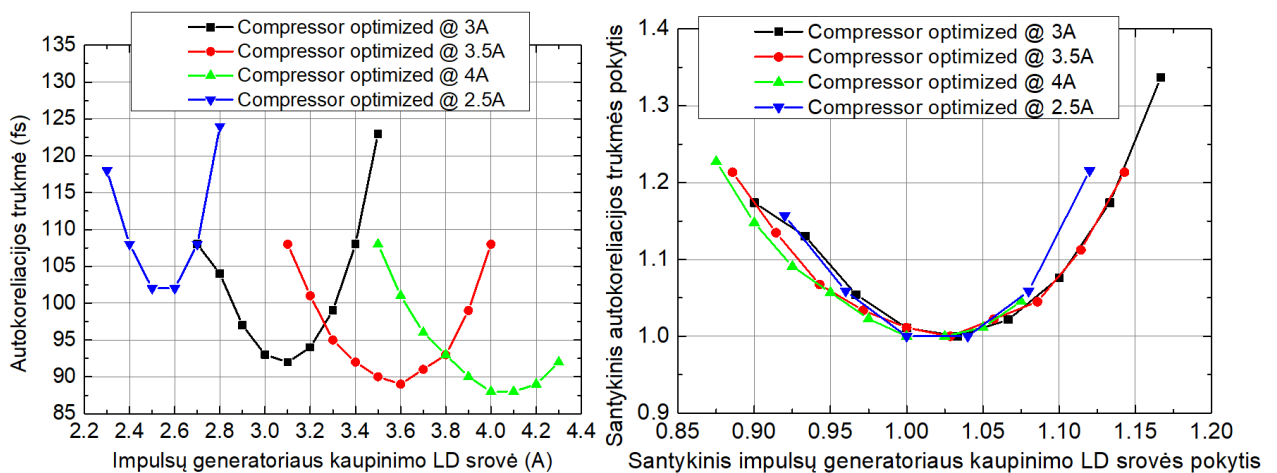 Compressor optimized @ 3A
Compressor optimized @ 3.5A
Compressor optimized @ 4A
Compressor optimized @ 2.5A
Autokoreliacijos trukmė (fs)
135
130
125
120
115
110
105
100
95
90
85
2.2 2.4 2.6 2.8 3.0 3.2 3.4 3.6 3.8 4.0 4.2 4.4
Impulsų generatoriaus kaupinimo LD srovė (A)
Compressor optimized @ 3A
Compressor optimized @ 3.5A
Compressor optimized @ 4A
Compressor optimized @ 2.5A
Santykinis autokoreliacijos trukmės pokytis
1.4
1.3
1.2
1.1
1.0
0.9
0.85 0.90 0.95 1.00 1.05 1.10 1.15 1.20
Santykinis impulsų generatoriaus kaupinimo LD srovės pokytis